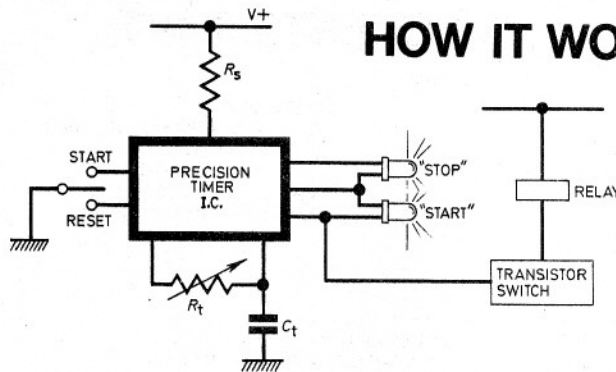 V+
HOW IT WO
Rs
START
RESET
PRECISION
TIMER
I.C.
"STOP"
"START"
RELAY
TRANSISTOR
SWITCH
Rt
Ct